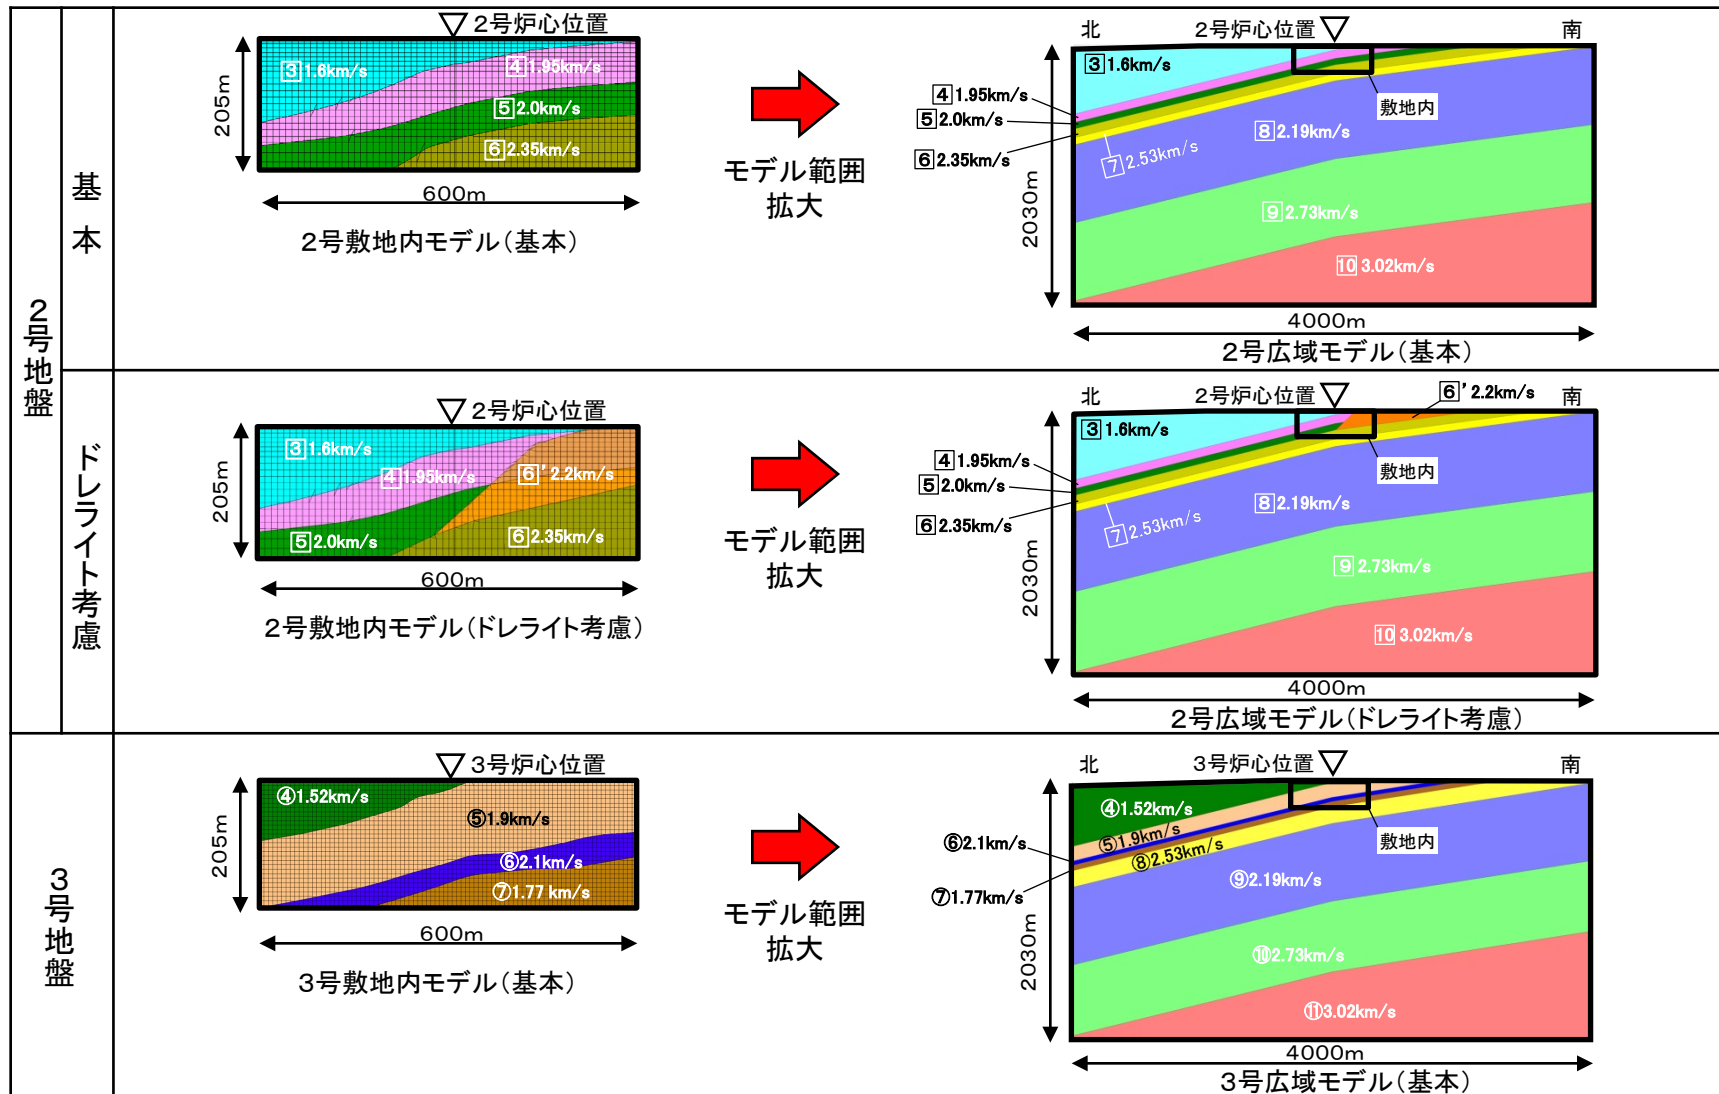 2号地盤
基本
▽2号炉心位置
3 1.6km/s
4 1.95km/s
5 2.0km/s
6 2.35km/s
205m
600m
2号敷地内モデル(基本)
モデル範囲
拡大
北
2号炉心位置
▽
南
3 1.6km/s
4 1.95km/s
5 2.0km/s
6 2.35km/s
7 2.53km/s
敷地内
8 2.19km/s
9 2.73km/s
10 3.02km/s
2030m
4000m
2号広域モデル(基本)
ドレライト考慮
▽2号炉心位置
3 1.6km/s
4 1.95km/s
6' 2.2km/s
5 2.0km/s
6 2.35km/s
205m
600m
2号敷地内モデル(ドレライト考慮)
モデル範囲
拡大
北
2号炉心位置
▽
6' 2.2km/s
南
3 1.6km/s
4 1.95km/s
5 2.0km/s
6 2.35km/s
7 2.53km/s
敷地内
8 2.19km/s
9 2.73km/s
10 3.02km/s
2030m
4000m
2号広域モデル(ドレライト考慮)
3号地盤
▽3号炉心位置
④1.52km/s
⑤1.9km/s
⑥2.1km/s
⑦1.77 km/s
205m
600m
3号敷地内モデル(基本)
モデル範囲
拡大
北
3号炉心位置
▽
南
④1.52km/s
⑤1.9km/s
⑥2.1km/s
⑧2.53km/s
⑦1.77km/s
敷地内
⑨2.19km/s
⑩2.73km/s
⑪3.02km/s
2030m
4000m
3号広域モデル(基本)